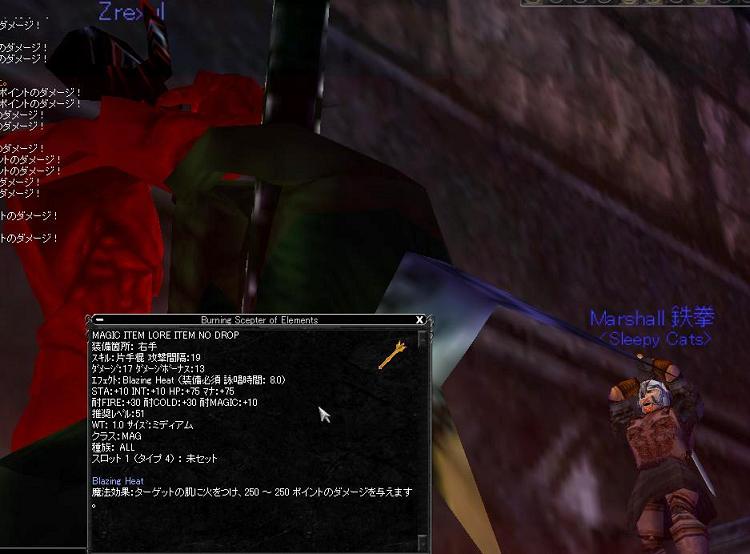 Zrexul
ダメージ！
のダメージ！
のダメージ！
ポイントのダメージ！
ポイントのダメージ！
のダメージ！
のダメージ！
のダメージ！
ントのダメージ！
ントのダメージ！
ダメージ！
ダメージ！
トのダメージ！
トのダメージ！
Marshall 鉄拳
<Sleepy Cats>
Burning Scepter of Elements
MAGIC ITEM LORE ITEM NO DROP
装備箇所: 右手
スキル:片手棍 攻撃間隔:19
ダメージ:17 ダメージボーナス:13
エフェクト: Blazing Heat (装備必須 詠唱時間: 8.0)
STA:+10 INT:+10 HP:+75 マナ:+75
耐FIRE:+30 耐COLD:+30 耐MAGIC:+10
推奨レベル:51
WT: 1.0 サイズ:ミディアム
クラス: MAG
種族: ALL
スロット 1 (タイプ 4) : 未セット
Blazing Heat
魔法効果:ターゲットの肌に火をつけ、250 ～ 250 ポイントのダメージを与えます
。